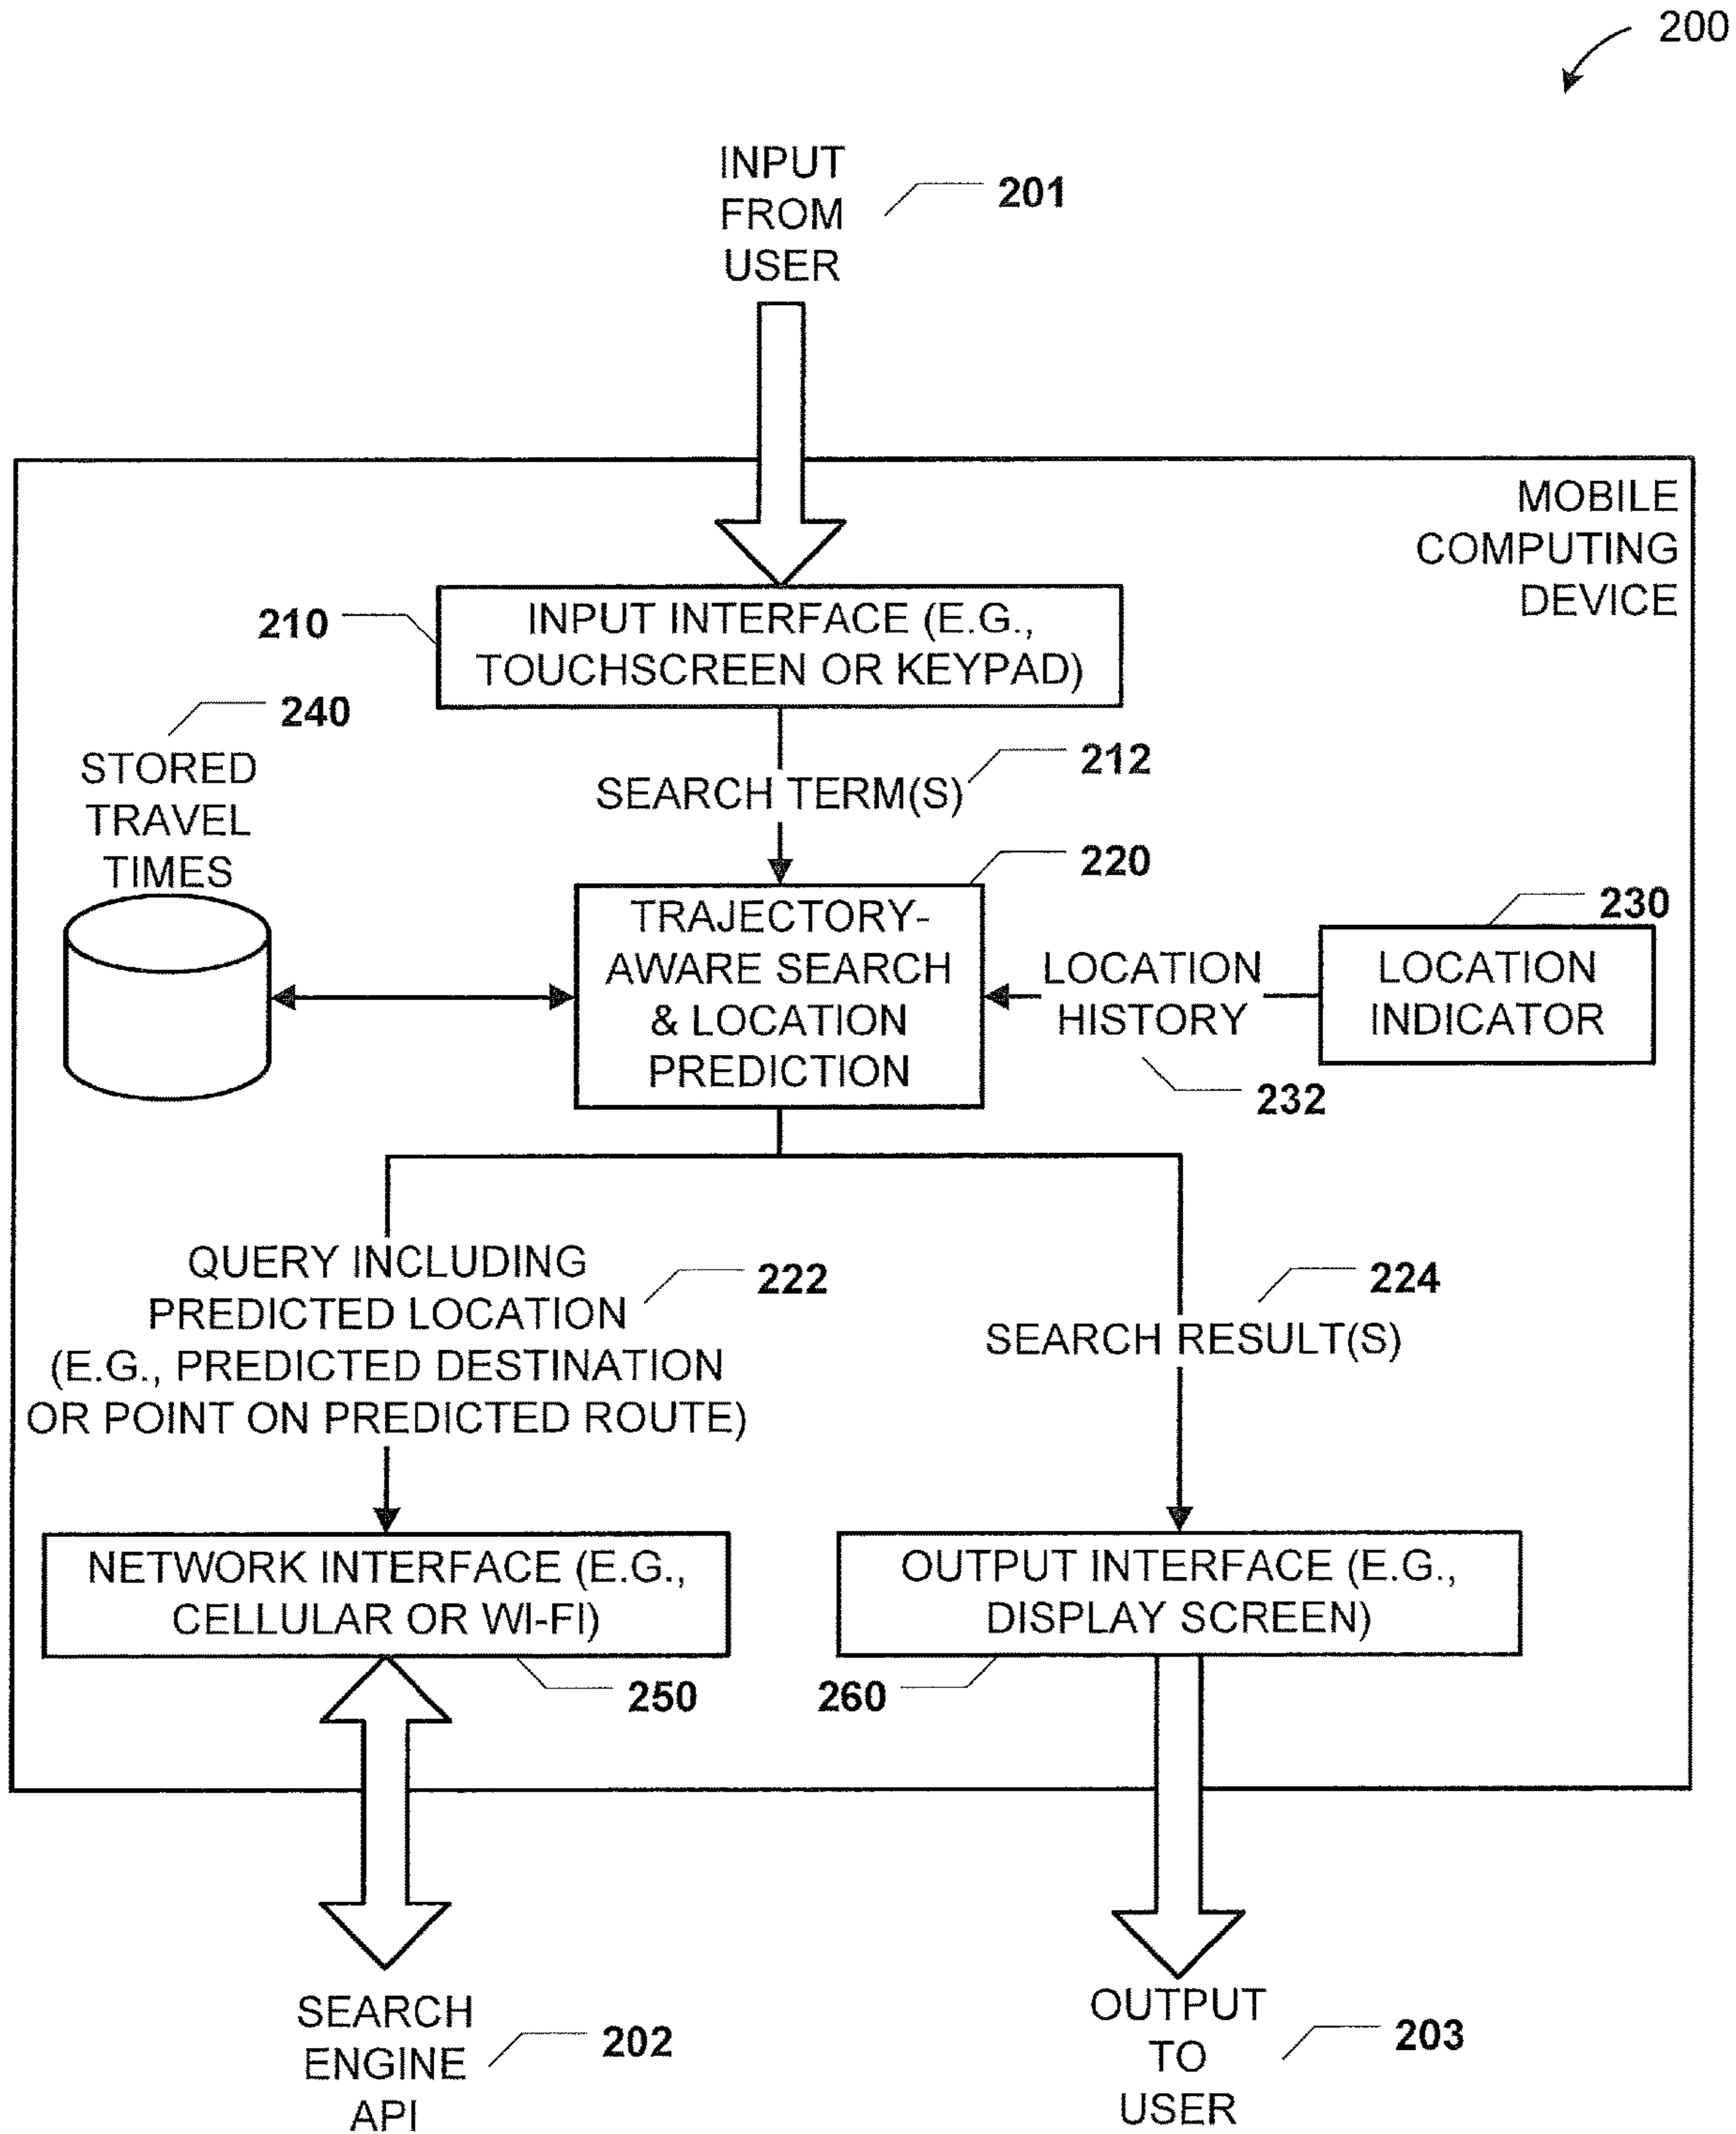 200
INPUT
FROM
USER
201
MOBILE
COMPUTING
DEVICE
210
INPUT INTERFACE (E.G.,
TOUCHSCREEN OR KEYPAD)
240
STORED
TRAVEL
TIMES
SEARCH TERM(S)
212
220
TRAJECTORY-
AWARE SEARCH
& LOCATION
PREDICTION
LOCATION
HISTORY
232
230
LOCATION
INDICATOR
QUERY INCLUDING
PREDICTED LOCATION
(E.G., PREDICTED DESTINATION
OR POINT ON PREDICTED ROUTE)
222
224
SEARCH RESULT(S)
NETWORK INTERFACE (E.G.,
CELLULAR OR WI-FI)
250
OUTPUT INTERFACE (E.G.,
DISPLAY SCREEN)
260
SEARCH
ENGINE
API
202
OUTPUT
TO
USER
203